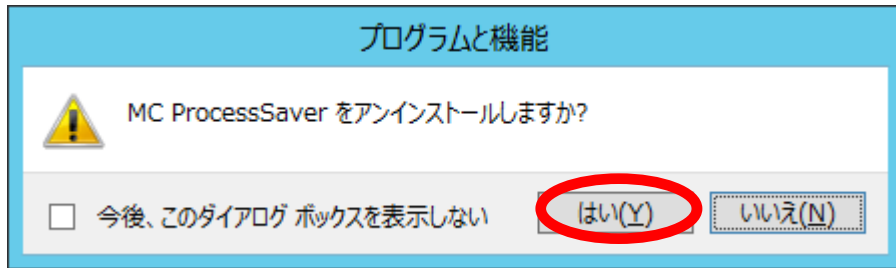 プログラムと機能
MC ProcessSaver をアンインストールしますか?
今後、このダイアログ ボックスを表示しない
はい(Y)
いいえ(N)